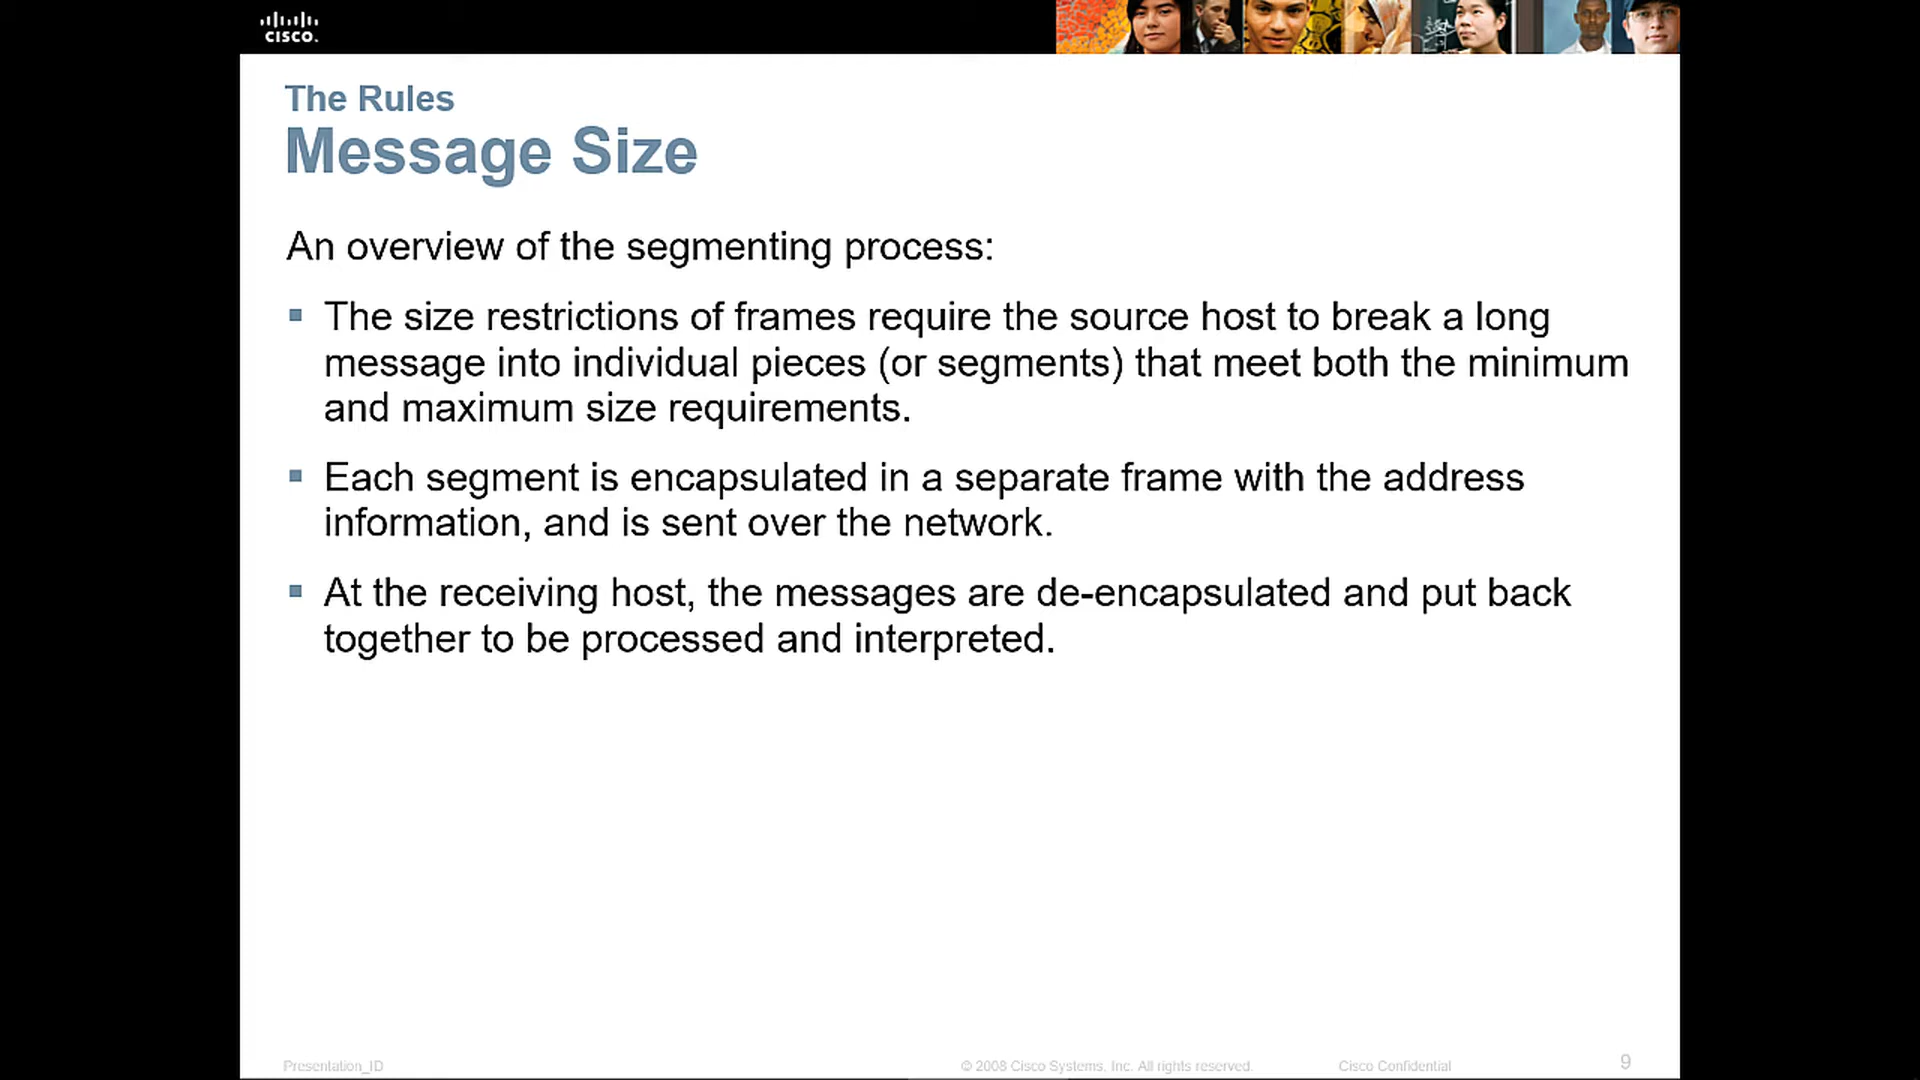 CISCO.
The Rules
Message Size
An overview of the segmenting process:
▪ The size restrictions of frames require the source host to break a long
message into individual pieces (or segments) that meet both the minimum
and maximum size requirements.
▪ Each segment is encapsulated in a separate frame with the address
information, and is sent over the network.
▪ At the receiving host, the messages are de-encapsulated and put back
together to be processed and interpreted.
Presentation_ID © 2008 Cisco Systems, Inc. All rights reserved. Cisco Confidential 9